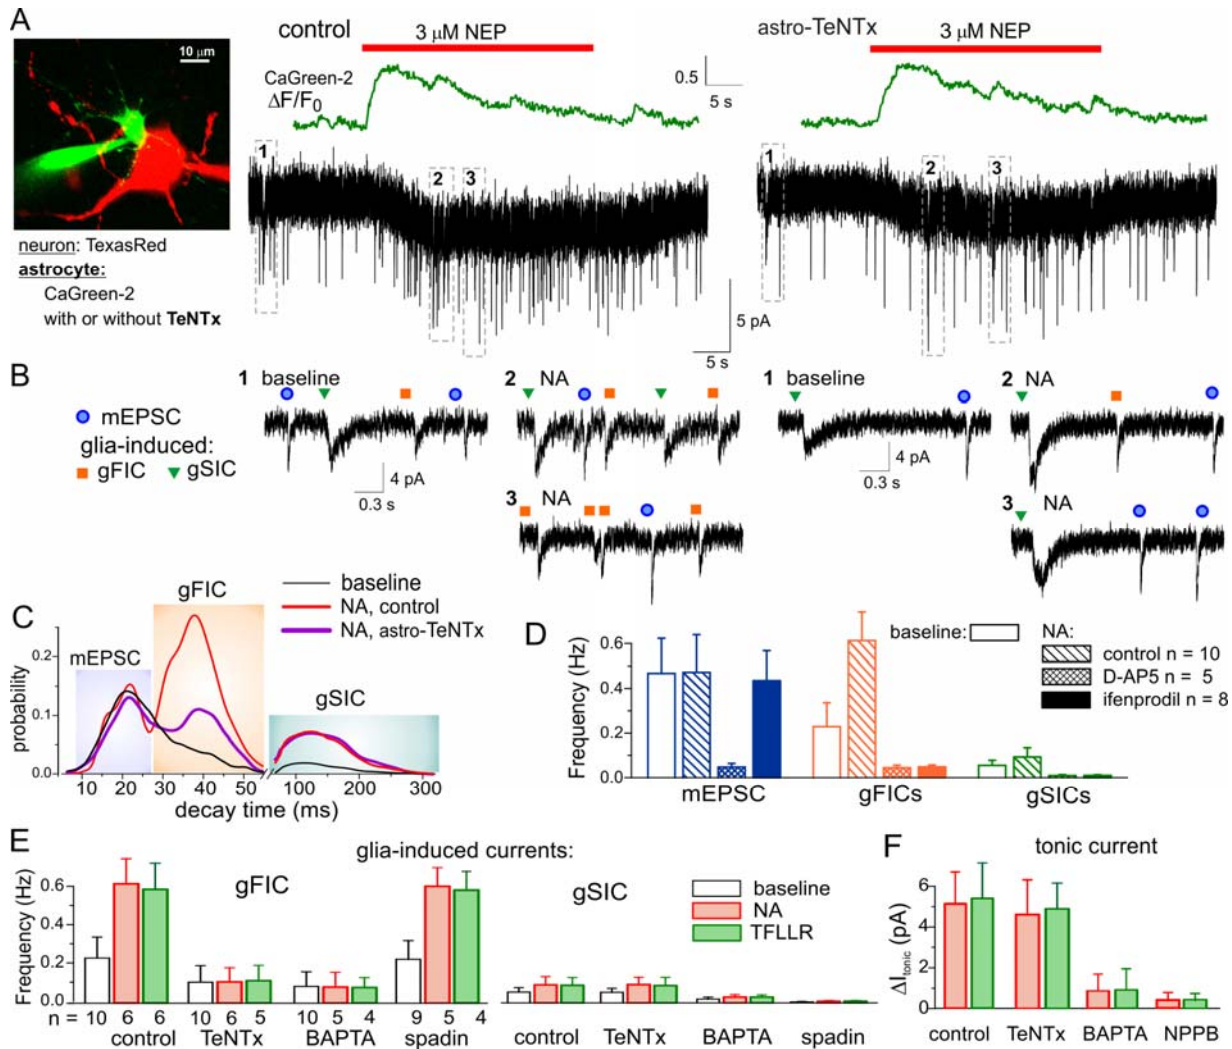 A
10 μm
neuron: TexasRed
astrocyte:
CaGreen-2
with or without TeNTx
control
3 μM NEP
CaGreen-2
ΔF/F0
0.5
5 s
astro-TeNTx
3 μM NEP
1
2
3
5 pA
5 s
1
2
3
B
mEPSC
glia-induced:
gFIC gSIC
1 baseline
4 pA
0.3 s
2 NA
3 NA
1 baseline
4 pA
0.3 s
2 NA
3 NA
C
gFIC
mEPSC
gSIC
baseline
NA, control
NA, astro-TeNTx
probability
0.2
0.1
0.0
10 20 30 40 50 100 200 300
decay time (ms)
D
baseline:
NA:
control n = 10
D-AP5 n = 5
ifenprodil n = 8
Frequency (Hz)
0.6
0.4
0.2
0
mEPSC gFICs gSICs
E
glia-induced currents:
gFIC
gSIC
baseline
NA
TFLLR
Frequency (Hz)
0.6
0.4
0.2
0.0
n = 10 6 6 10 6 5 10 5 4 9 5 4
control TeNTx BAPTA spadin
control TeNTx BAPTA spadin
F
tonic current
ΔItonic (pA)
6
4
2
0
control TeNTx BAPTA NPPB